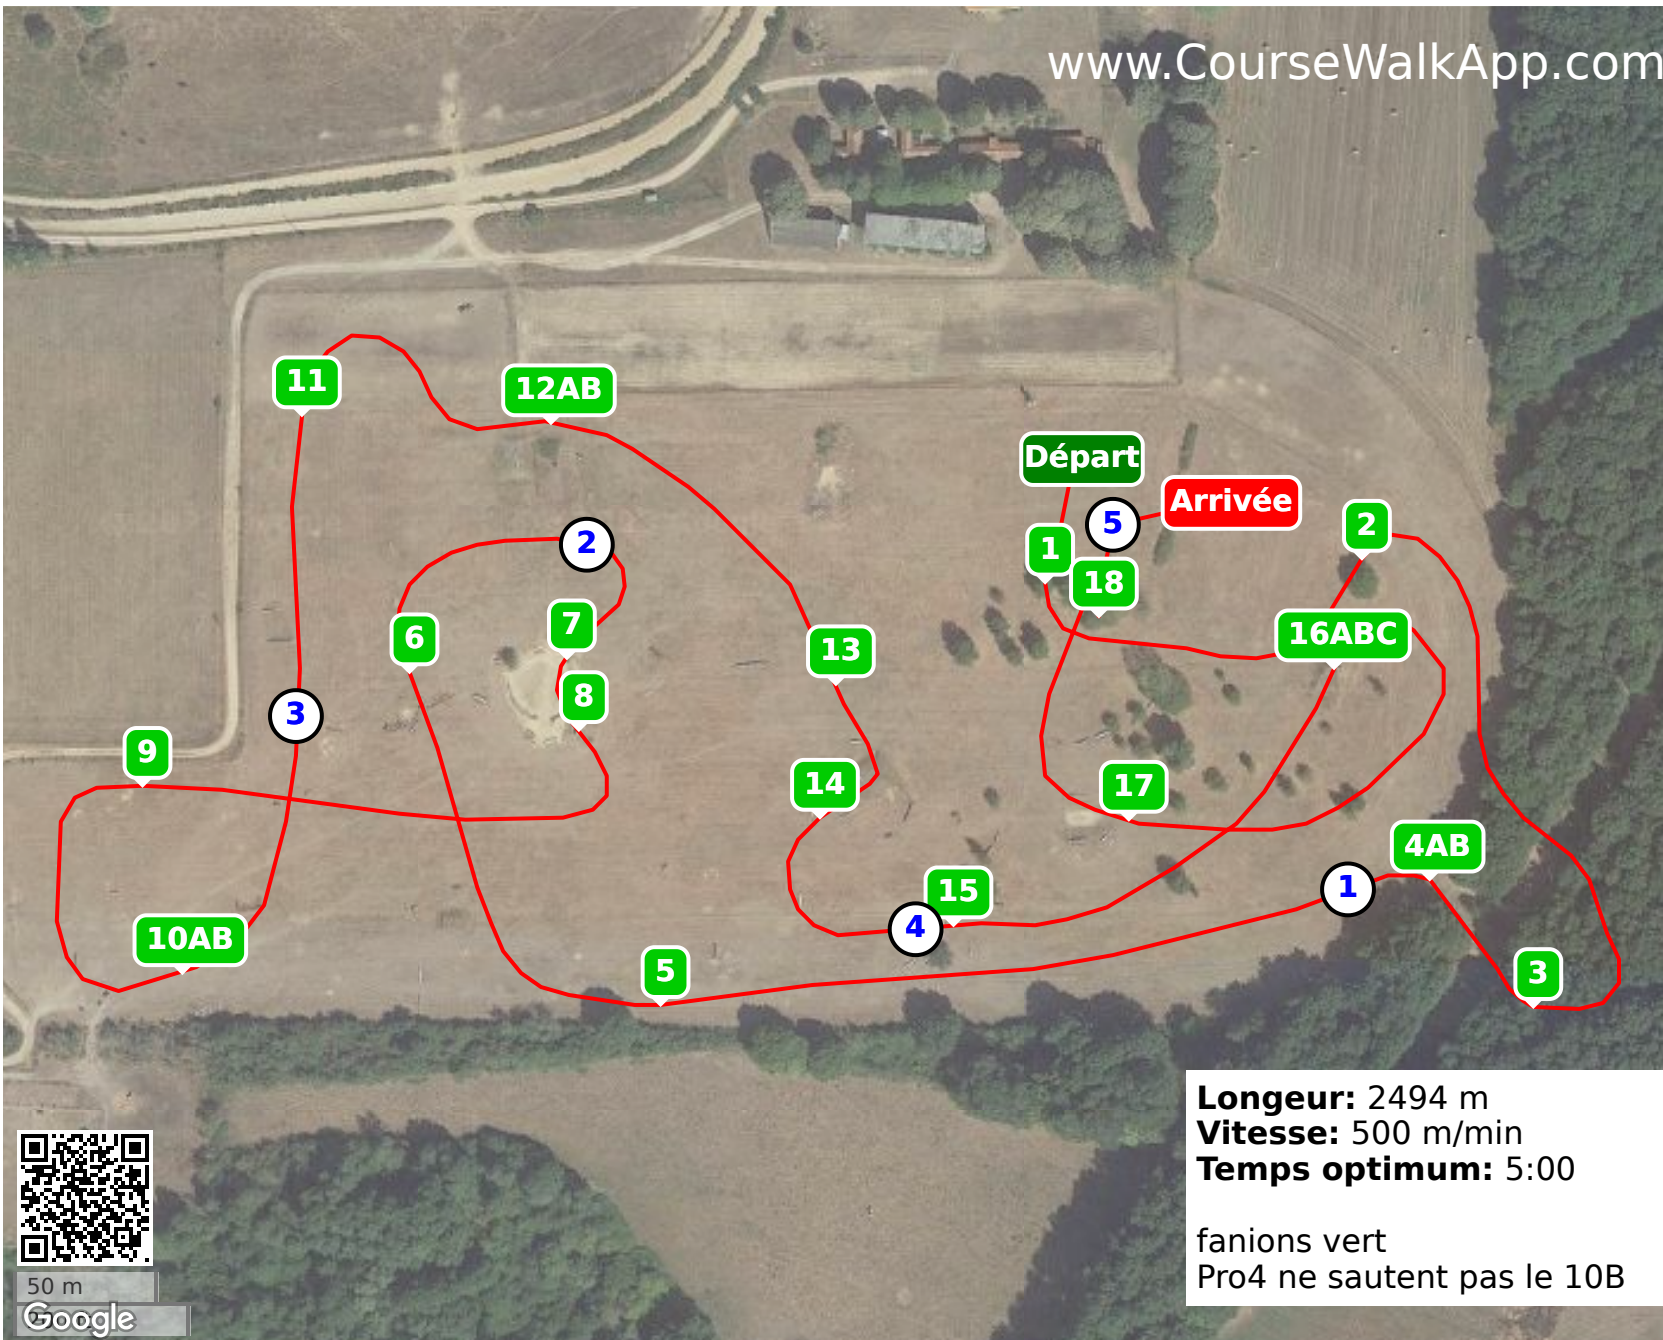 www.CourseWalkApp.com
11
12AB
Départ
Arrivée
5
2
1
18
2
16ABC
7
6
13
8
3
9
17
14
4AB
1
15
4
10AB
5
3
Longeur: 2494 m
Vitesse: 500 m/min
Temps optimum: 5:00
fanions vert
Pro4 ne sautent pas le 10B
50 m
Google